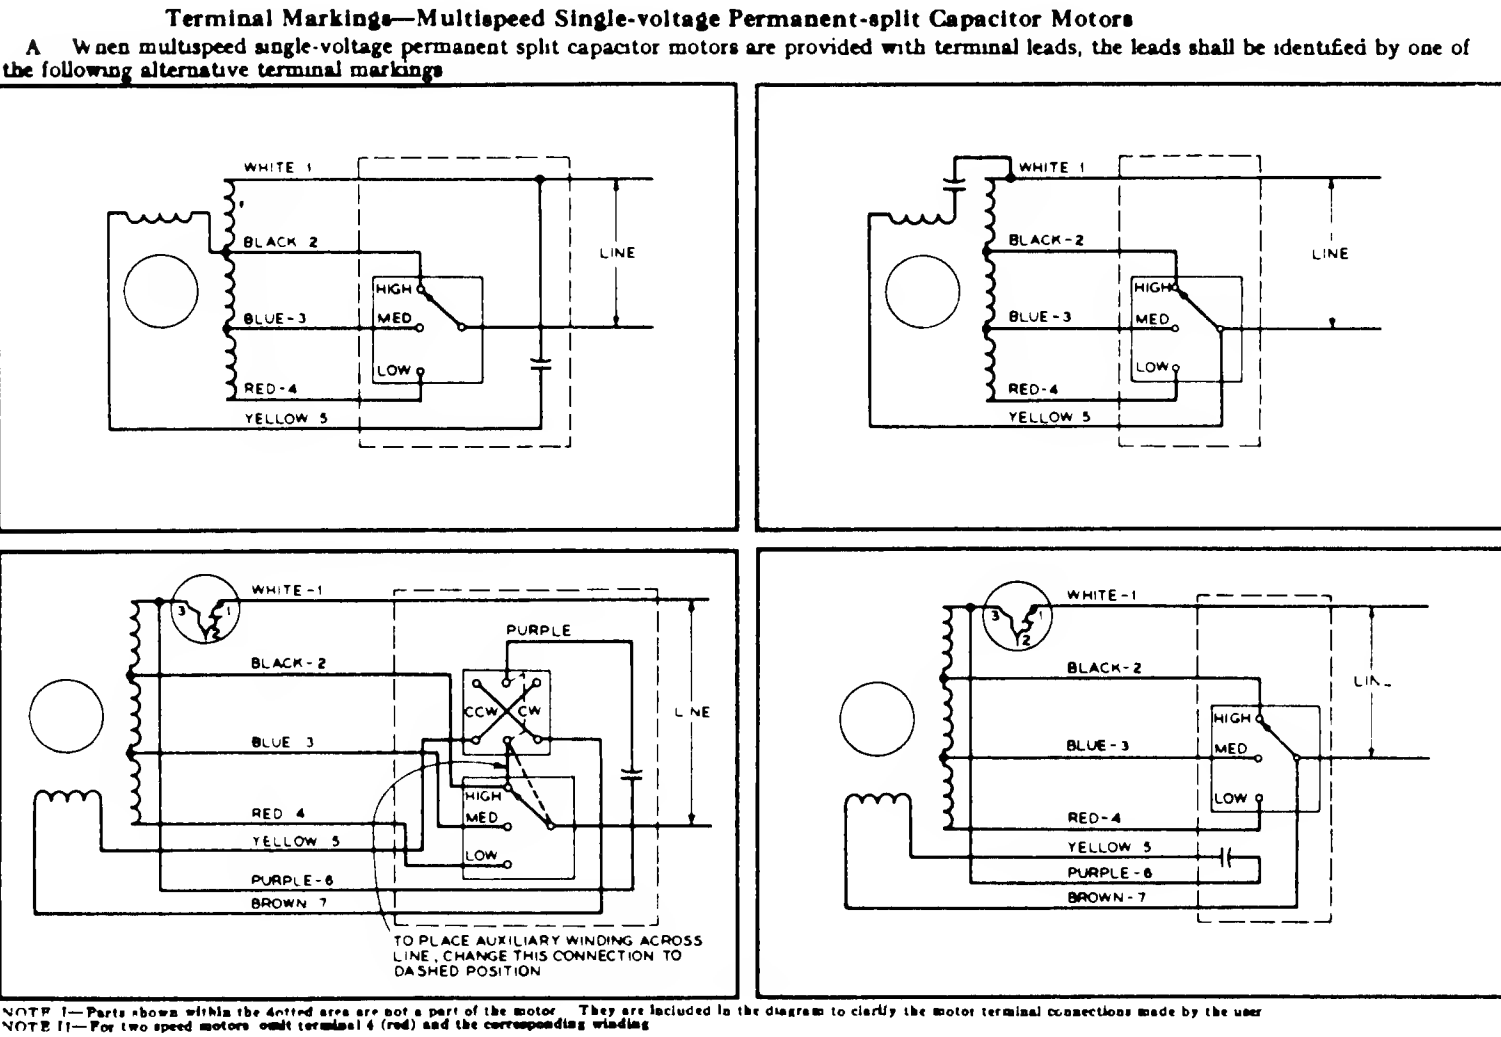 Terminal Markings—Multispeed Single-voltage Permanent-split Capacitor Motors
A When multispeed single-voltage permanent split capacitor motors are provided with terminal leads, the leads shall be identified by one of
the following alternative terminal markings
WHITE 1
BLACK 2
LINE
HIGH
BLUE-3
MED
LOW
RED-4
YELLOW 5
WHITE 1
BLACK-2
LINE
HIGH
BLUE-3
MED
LOW
RED-4
YELLOW 5
WHITE-1
3
1
2
PURPLE
BLACK-2
CCW
CW
L NE
BLUE 3
HIGH
RED 4
MED
YELLOW 5
LOW
PURPLE-6
BROWN 7
TO PLACE AUXILIARY WINDING ACROSS
LINE, CHANGE THIS CONNECTION TO
DASHED POSITION
WHITE-1
3
1
2
BLACK-2
LIN
HIGH
BLUE-3
MED
LOW
RED-4
YELLOW 5
PURPLE-6
BROWN-7
NOTE I—Parts shown within the dotted area are not a part of the motor They are included in the diagram to clarify the motor terminal connections made by the user
NOTE II—For two speed motors omit terminal 4 (red) and the corresponding winding